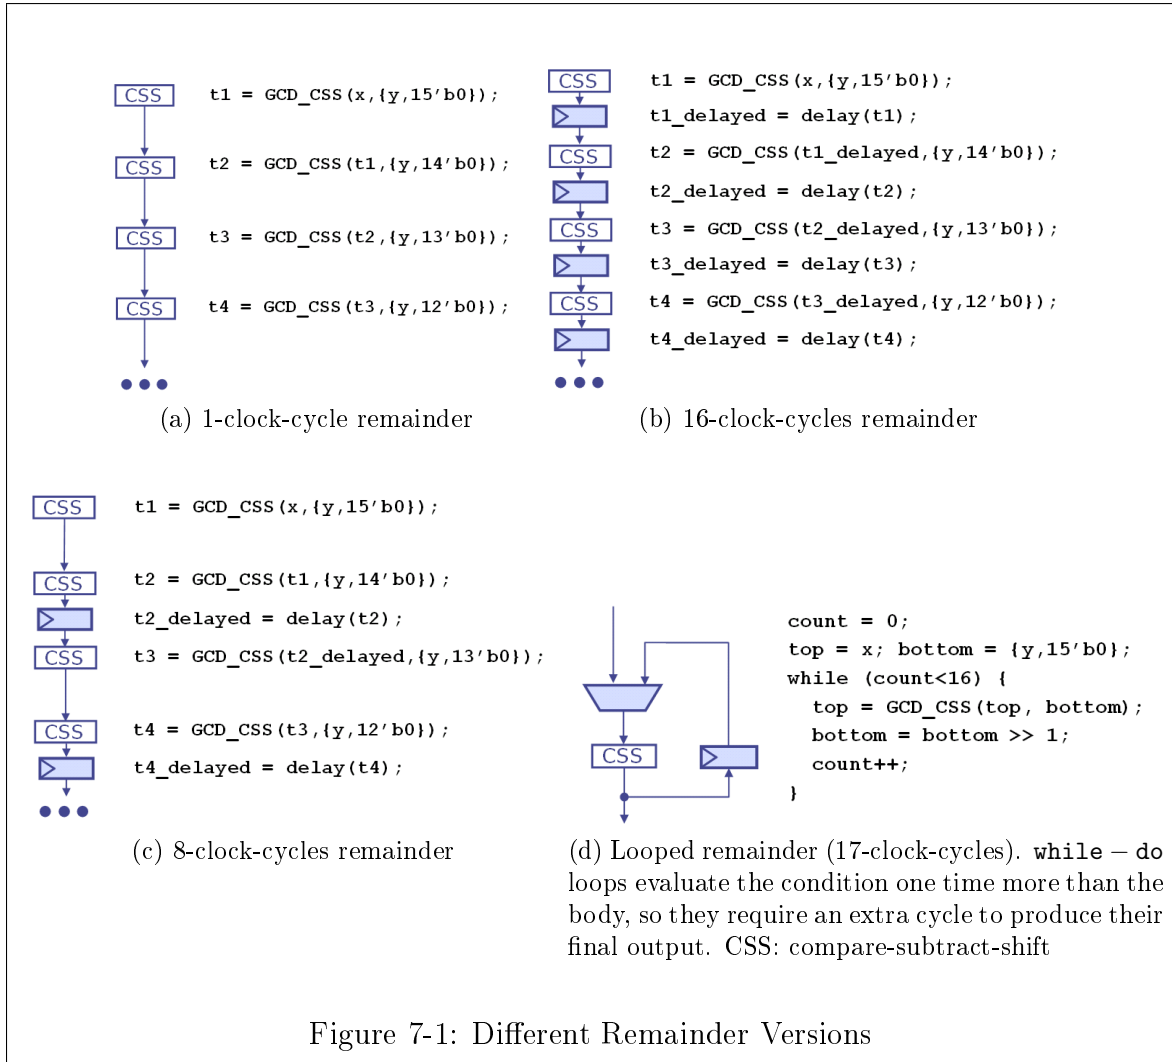 CSS t1 = GCD_CSS(x,{y,15'b0});
CSS t2 = GCD_CSS(t1,{y,14'b0});
CSS t3 = GCD_CSS(t2,{y,13'b0});
CSS t4 = GCD_CSS(t3,{y,12'b0});
(a) 1-clock-cycle remainder
CSS t1 = GCD_CSS(x,{y,15'b0});
t1_delayed = delay(t1);
CSS t2 = GCD_CSS(t1_delayed,{y,14'b0});
t2_delayed = delay(t2);
CSS t3 = GCD_CSS(t2_delayed,{y,13'b0});
t3_delayed = delay(t3);
CSS t4 = GCD_CSS(t3_delayed,{y,12'b0});
t4_delayed = delay(t4);
(b) 16-clock-cycles remainder
CSS t1 = GCD_CSS(x,{y,15'b0});
CSS t2 = GCD_CSS(t1,{y,14'b0});
t2_delayed = delay(t2);
CSS t3 = GCD_CSS(t2_delayed,{y,13'b0});
CSS t4 = GCD_CSS(t3,{y,12'b0});
t4_delayed = delay(t4);
(c) 8-clock-cycles remainder
CSS
count = 0;
top = x; bottom = {y,15'b0};
while (count<16) {
top = GCD_CSS(top, bottom);
bottom = bottom >> 1;
count++;
}
(d) Looped remainder (17-clock-cycles). while – do
loops evaluate the condition one time more than the
body, so they require an extra cycle to produce their
final output. CSS: compare-subtract-shift
Figure 7-1: Different Remainder Versions